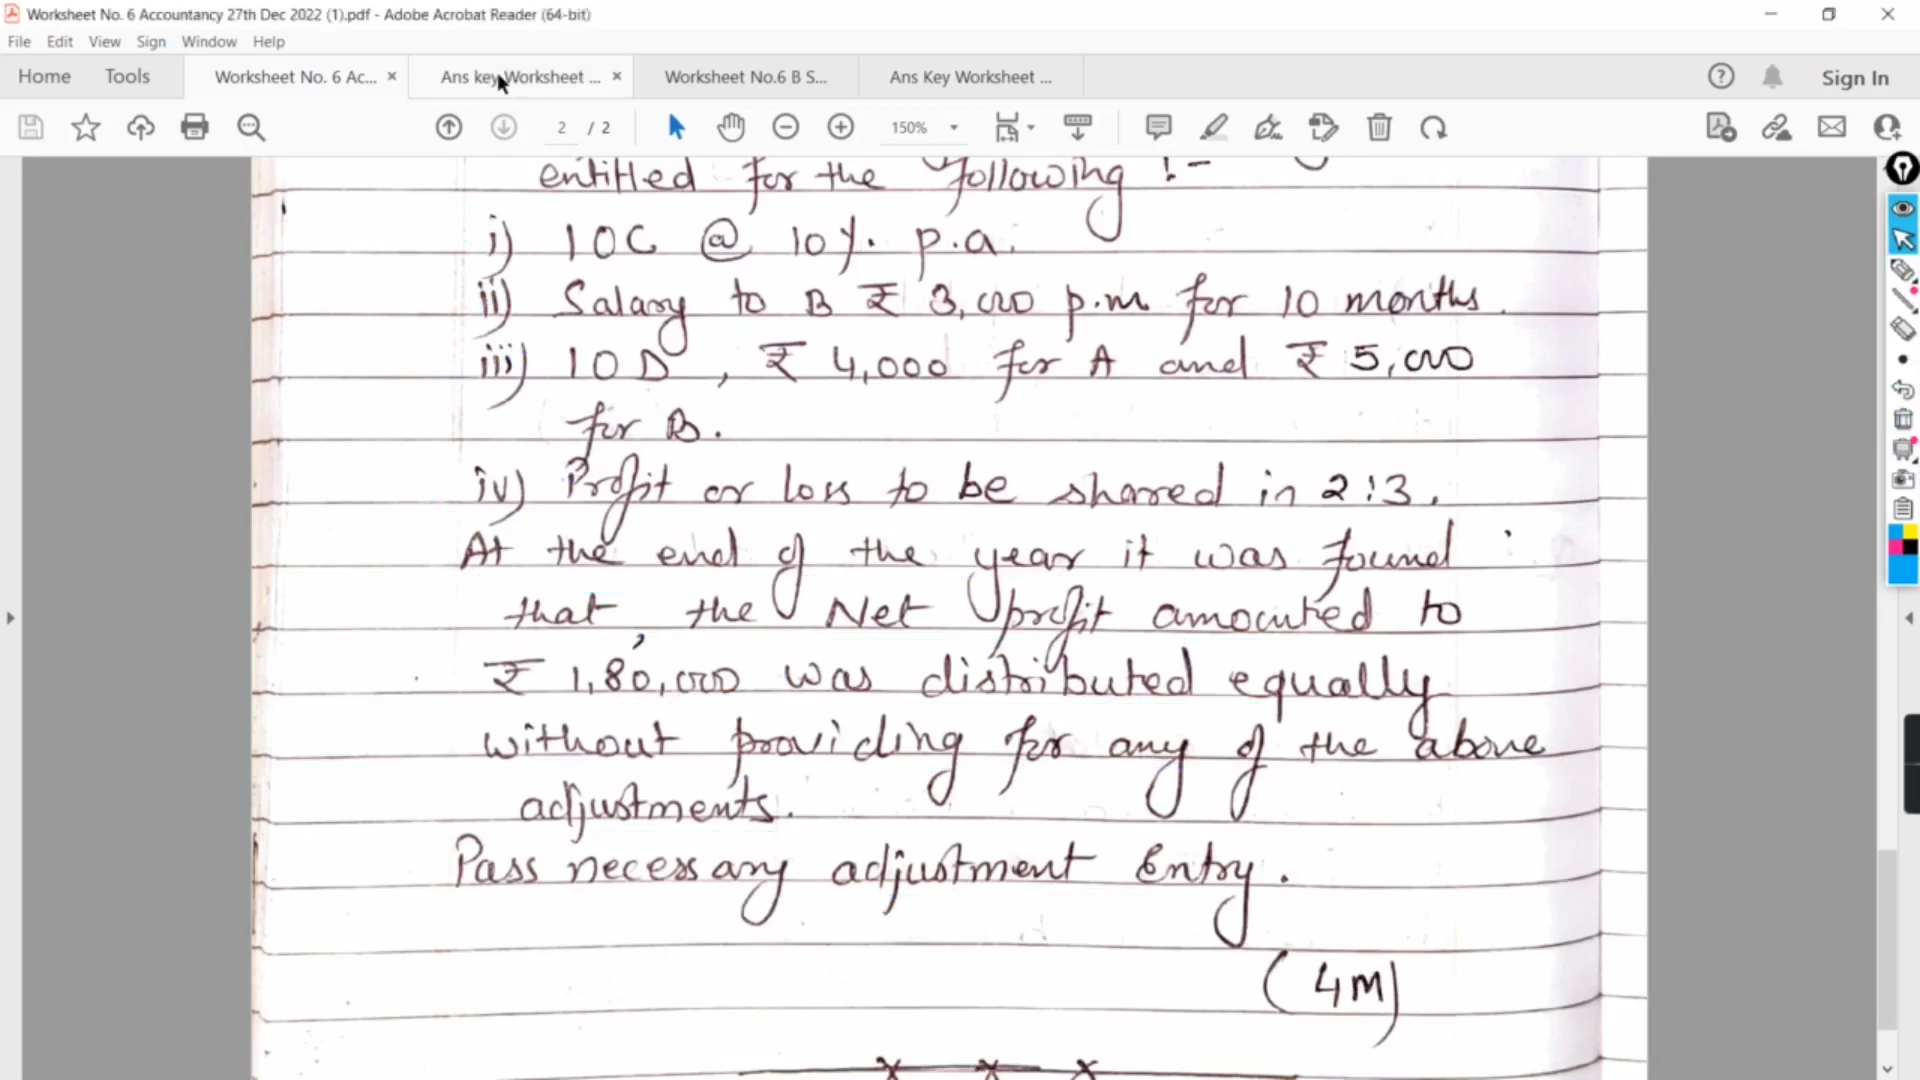 Worksheet No. 6 Accountancy 27th Dec 2022 (1).pdf - Adobe Acrobat Reader (64-bit)
File Edit View Sign Window Help
Home Tools Worksheet No. 6 Ac... × Ans key Worksheet ... × Worksheet No.6 B S... Ans Key Worksheet ... Sign In
2 / 2 150%
entitled for the following :-
i) IOC @ 10%. p.a.
ii) Salary to B ₹ 3,000 p.m for 10 months.
iii) IOD, ₹ 4,000 for A and ₹ 5,000
for B.
iv) Profit or loss to be shared in 2:3.
At the end of the year it was found
that the Net profit amounted to
₹ 1,80,000 was distributed equally
without providing for any of the above
adjustments.
Pass necessary adjustment Entry.
(4M)
x x x